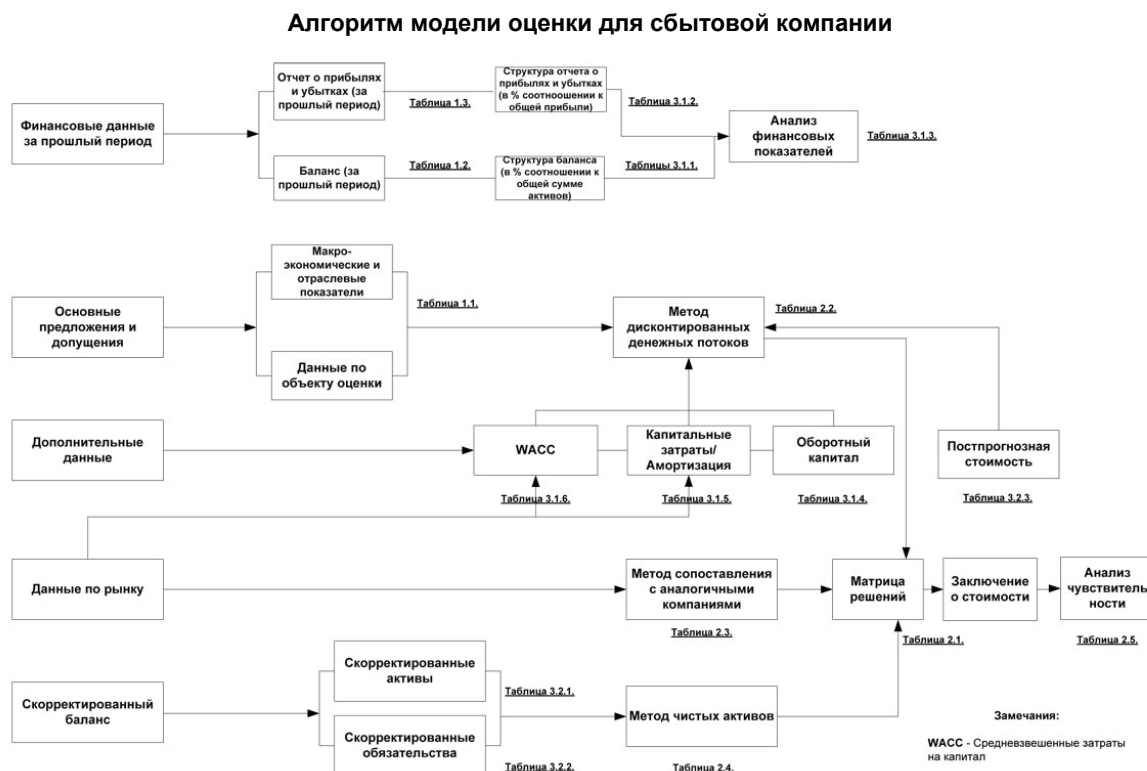 Алгоритм модели оценки для сбытовой компании
Финансовые данные
за прошлый период
Отчет о прибылях
и убытках (за
прошлый период)
Таблица 1.3.
Структура отчета о
прибылях и убытках
(в % соотноошении к
общей прибыли)
Таблица 3.1.2.
Баланс (за
прошлый период)
Таблица 1.2.
Структура баланса
(в % соотношении к
общей сумме
активов)
Таблицы 3.1.1.
Анализ
финансовых
показателей
Таблица 3.1.3.
Основные
предложения и
допущения
Макро-
экономические и
отраслевые
показатели
Таблица 1.1.
Данные по
объекту оценки
Метод
дисконтированных
денежных потоков
Таблица 2.2.
Дополнительные
данные
WACC
Таблица 3.1.6.
Капитальные
затраты/
Амортизация
Таблица 3.1.5.
Оборотный
капитал
Таблица 3.1.4.
Постпрогнозная
стоимость
Таблица 3.2.3.
Данные по рынку
Метод сопоставления
с аналогичными
компаниями
Таблица 2.3.
Матрица
решений
Таблица 2.1.
Заключение
о стоимости
Анализ
чувствитель
ности
Таблица 2.5.
Скорректированный
баланс
Скорректированные
активы
Таблица 3.2.1.
Скорректированные
обязательства
Таблица 3.2.2.
Метод чистых активов
Таблица 2.4.
Замечания:
WACC - Средневзвешенные затраты
на капитал